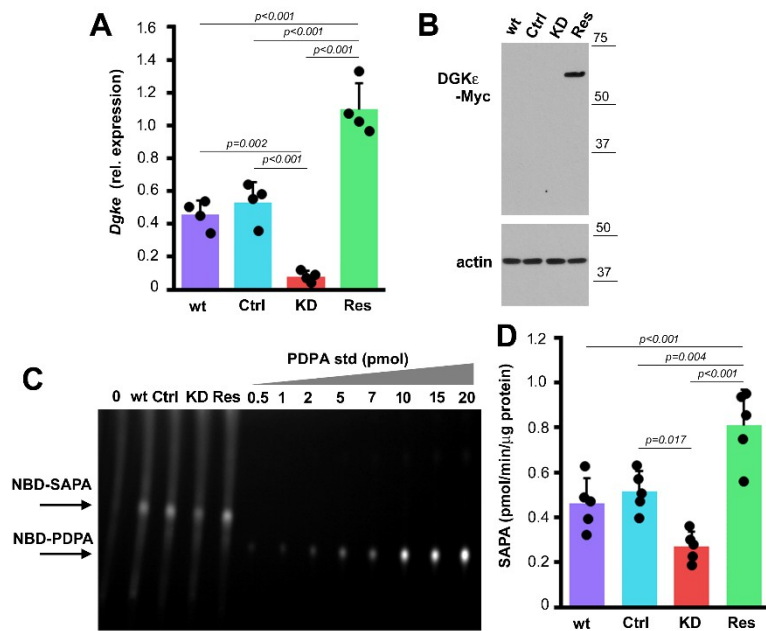 A
p<0.001
p<0.001
p<0.001
p=0.002
p<0.001
Dgke (rel. expression)
1.6
1.4
1.2
1.0
0.8
0.6
0.4
0.2
0
wt
Ctrl
KD
Res
B
wt
Ctrl
KD
Res
DGKε
-Myc
75
50
37
actin
50
37
C
PDPA std (pmol)
0 wt Ctrl KD Res 0.5 1 2 5 7 10 15 20
NBD-SAPA
NBD-PDPA
D
p<0.001
p=0.004
p<0.001
p=0.017
SAPA (pmol/min/μg protein)
1.2
1.0
0.8
0.6
0.4
0.2
0
wt
Ctrl
KD
Res